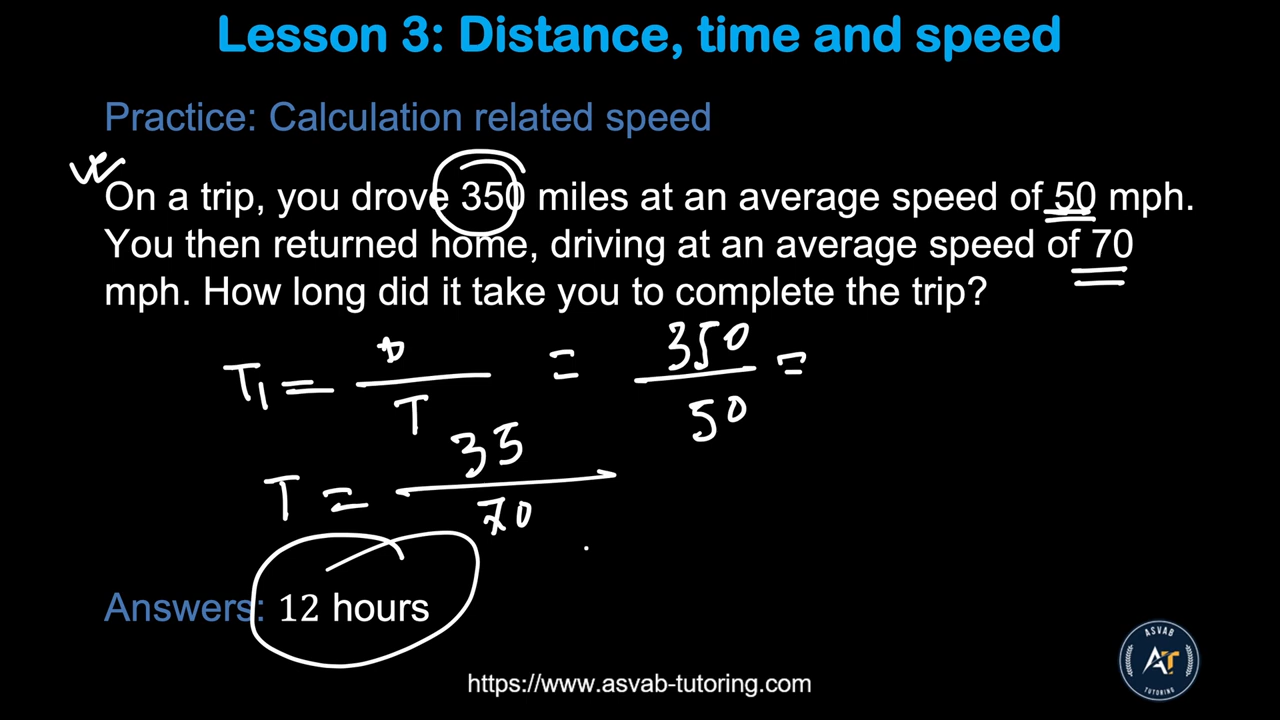 Lesson 3: Distance, time and speed
Practice: Calculation related speed
On a trip, you drove 350 miles at an average speed of 50 mph.
You then returned home, driving at an average speed of 70
mph. How long did it take you to complete the trip?
T1 = D/T = 350/50 =
T = 35/70
Answers: 12 hours
ASVAB
AT
TUTORING
https://www.asvab-tutoring.com